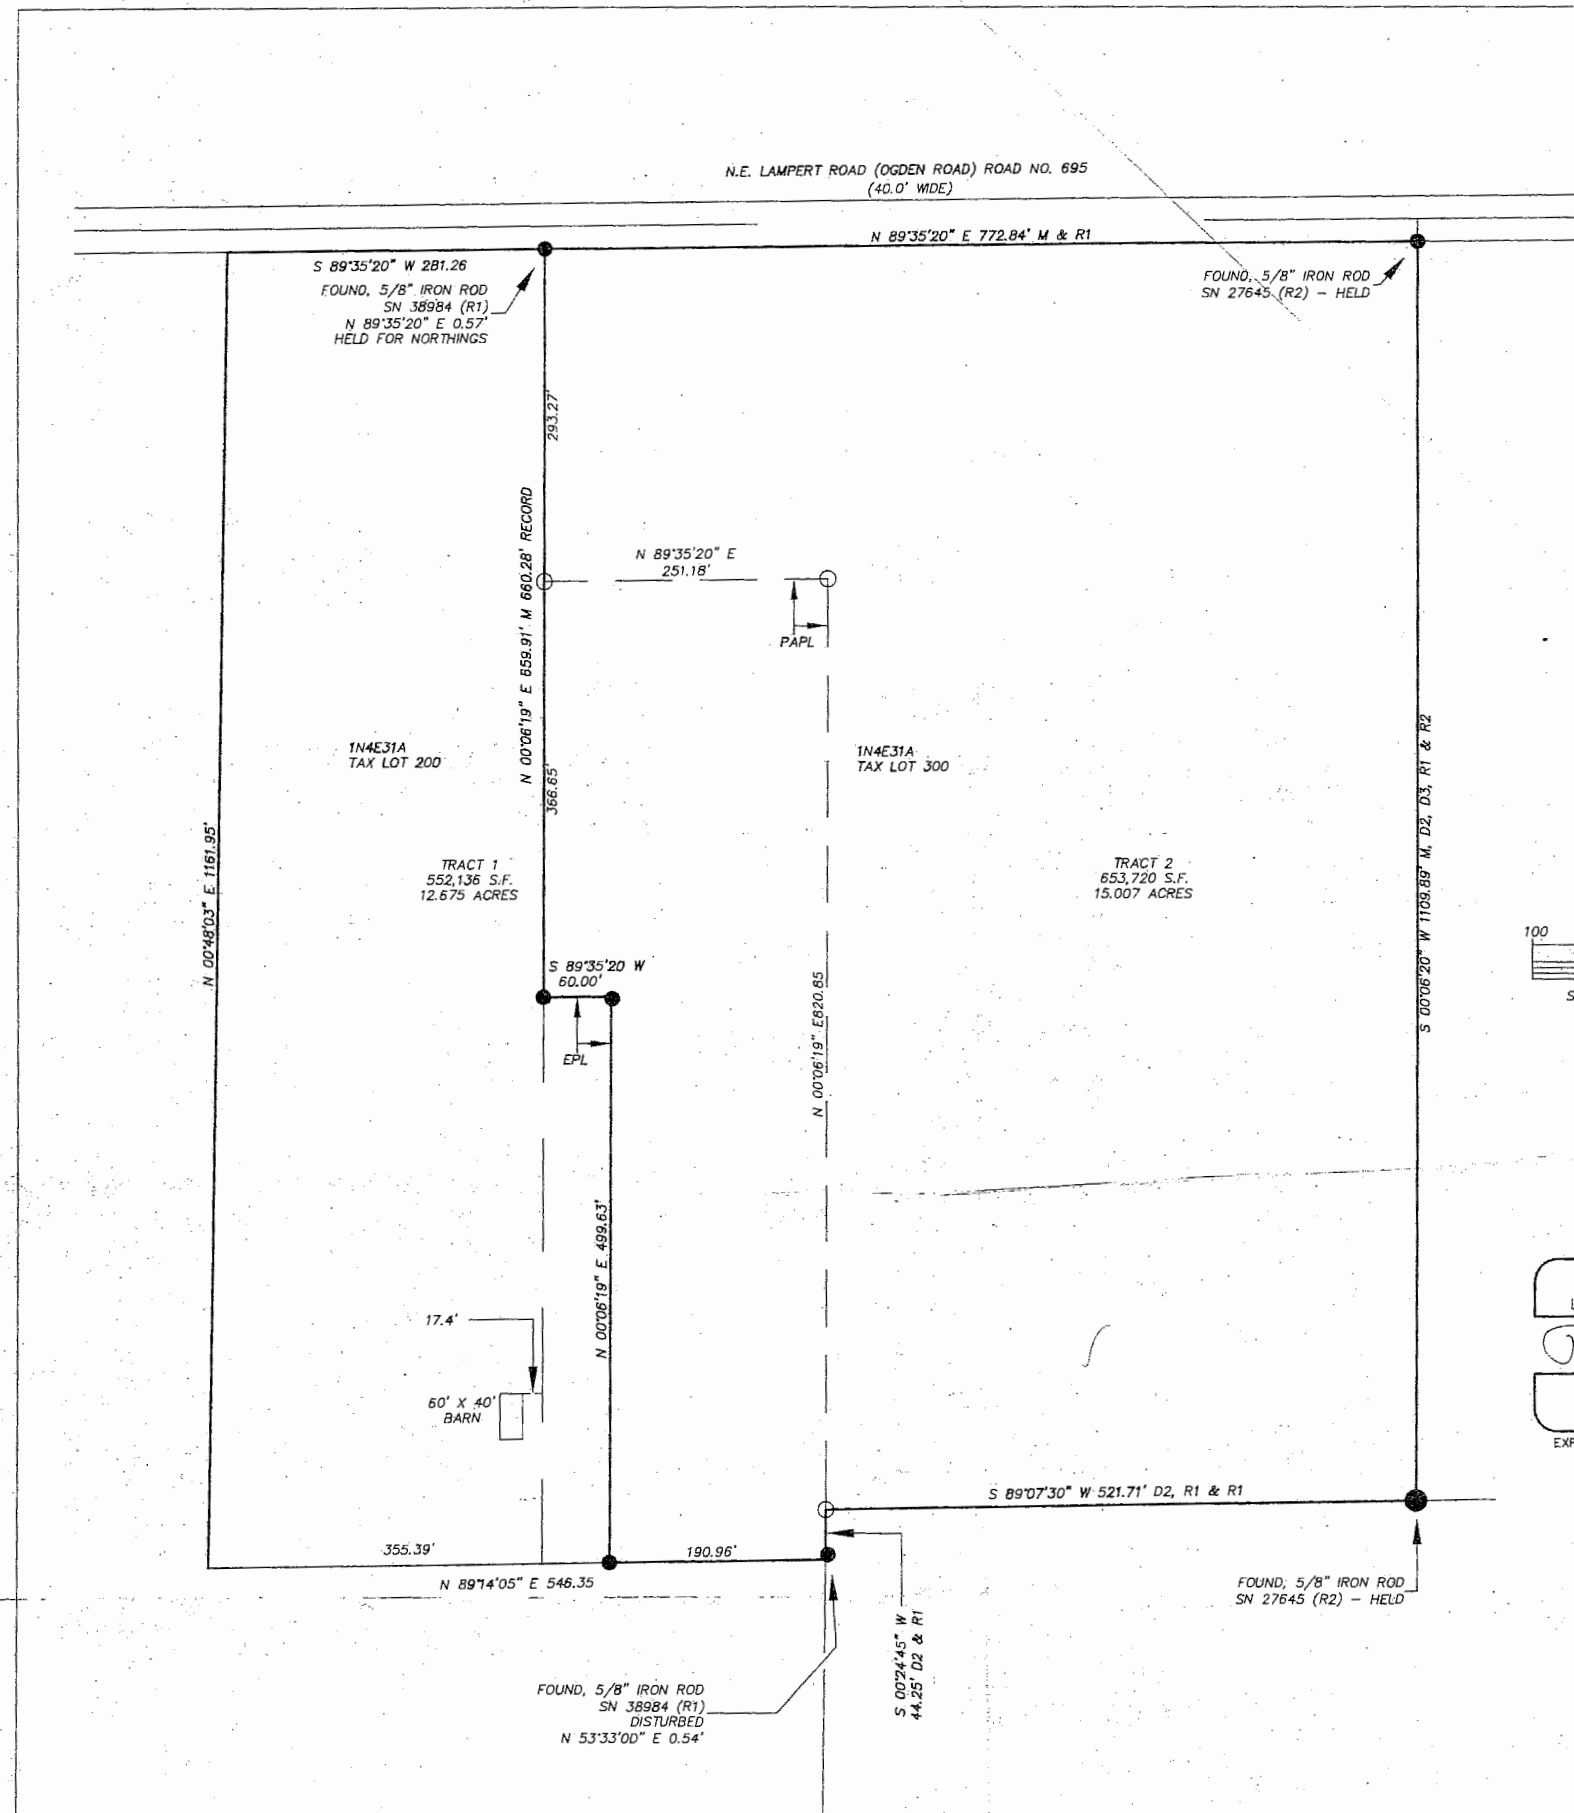 N.E. LAMPERT ROAD (OGDEN ROAD) ROAD NO. 695
(40.0' WIDE)
N 89°35'20" E 772.84' M & R1
S 89°35'20" W 281.26
FOUND, 5/8" IRON ROD
SN 38984 (R1)
N 89°35'20" E 0.57'
HELD FOR NORTHINGS
FOUND, 5/8" IRON ROD
SN 27645 (R2) - HELD
293.27'
N 00°06'19" E 659.91' M 660.28' RECORD
N 89°35'20" E
251.18'
PAPL
366.65'
1N4E31A
TAX LOT 200
1N4E31A
TAX LOT 300
N 00°48'03" E 1161.95'
TRACT 1
552,136 S.F.
12.675 ACRES
TRACT 2
653,720 S.F.
15.007 ACRES
S 00°06'20" W 1109.89' M, D2, D3, R1 & R2
100
S
S 89°35'20 W
60.00'
EPL
N 00°06'19" E820.65
N 00°06'19" E 499.63'
17.4'
60' X 40'
BARN
EXP
S 89°07'30" W 521.71' D2, R1 & R1
355.39'
190.96'
N 89°14'05" E 546.35
S 00°24'45" W
44.25' D2 & R1
FOUND, 5/8" IRON ROD
SN 27645 (R2) - HELD
FOUND, 5/8" IRON ROD
SN 38984 (R1)
DISTURBED
N 53°33'00" E 0.54'